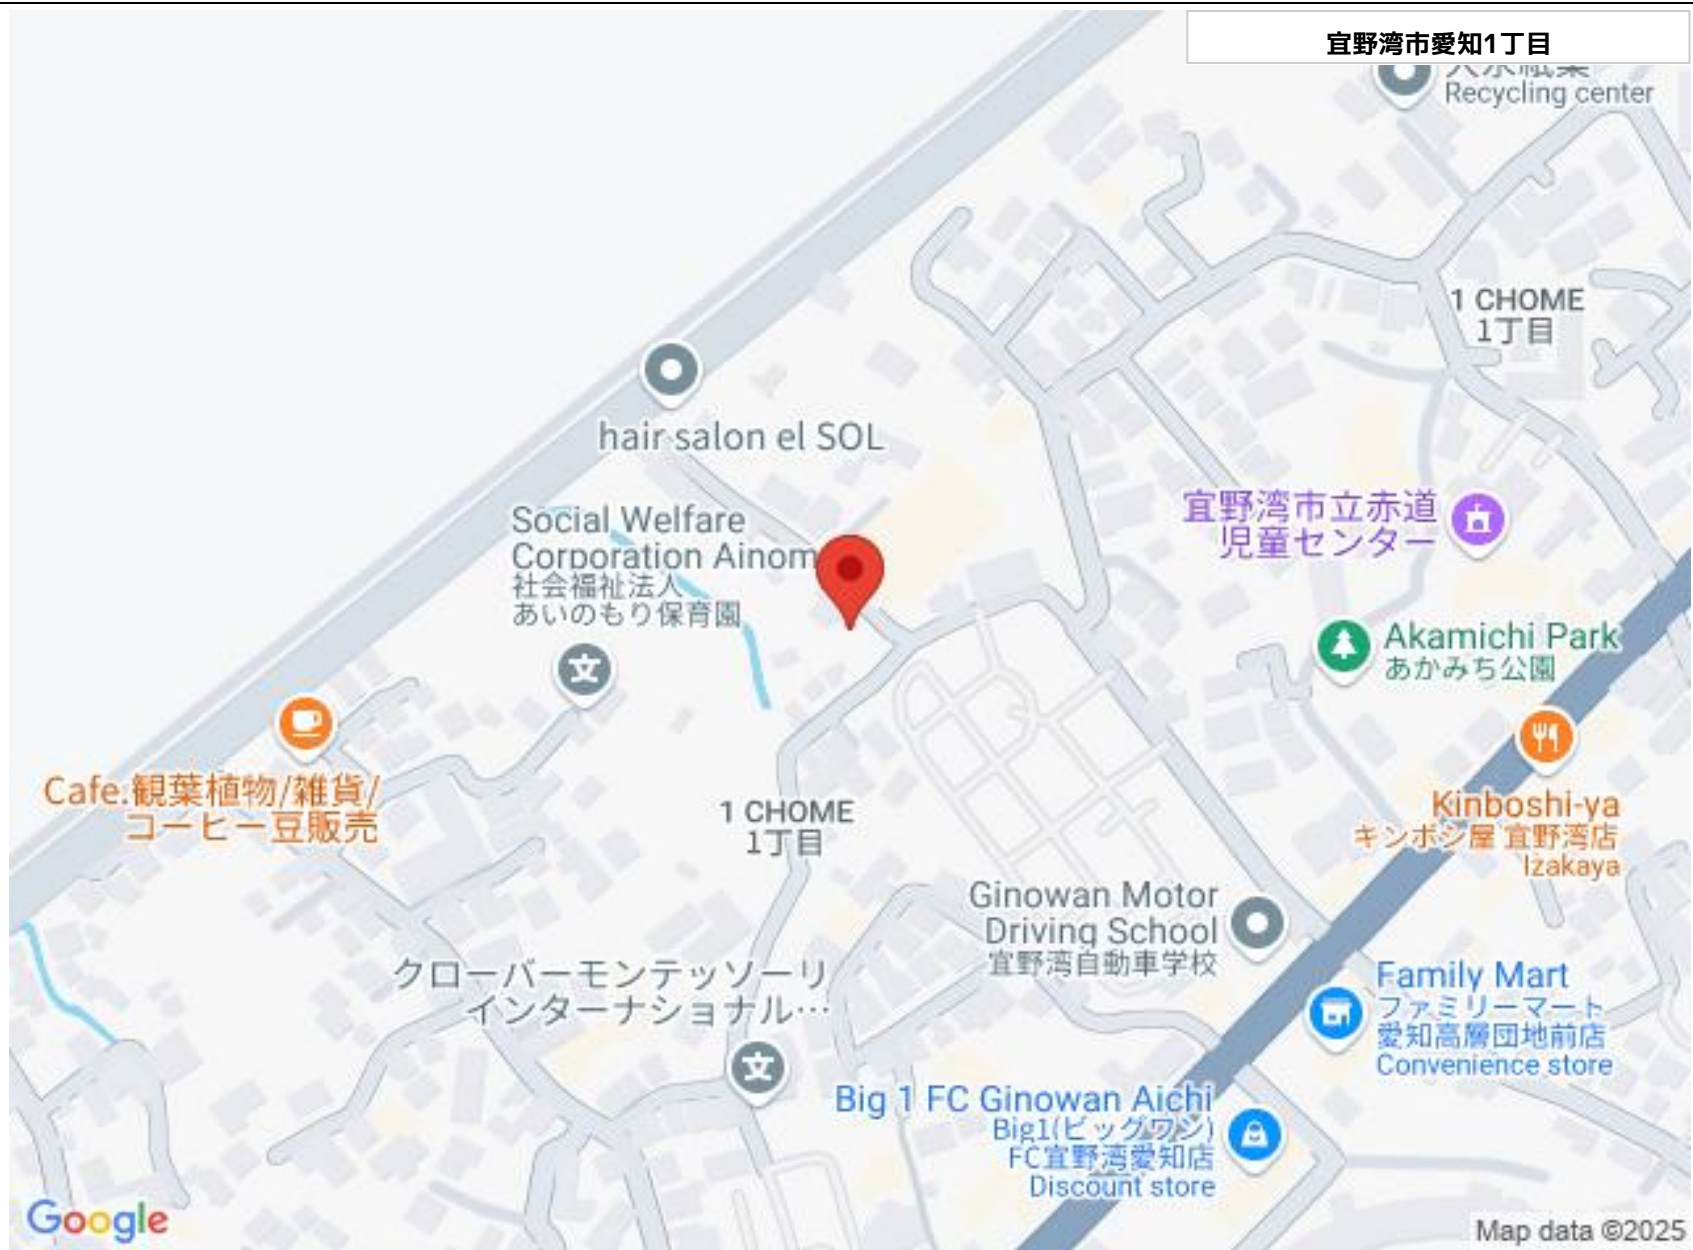 宜野湾市愛知1丁目
Recycling center
1 CHOME
1丁目
hair salon el SOL
宜野湾市立赤道
児童センター
Social Welfare
Corporation Ainom
社会福祉法人
あいのもり保育園
Akamichi Park
あかみち公園
Cafe.観葉植物/雑貨/
コーヒー豆販売
1 CHOME
1丁目
Kinboshi-ya
キンボシ屋 宜野湾店
Izakaya
Ginowan Motor
Driving School
宜野湾自動車学校
クローバーモンテッソーリ
インターナショナル…
Family Mart
ファミリーマート
愛知高層団地前店
Convenience store
Big 1 FC Ginowan Aichi
Big1(ビッグワン)
FC宜野湾愛知店
Discount store
Google
Map data ©2025